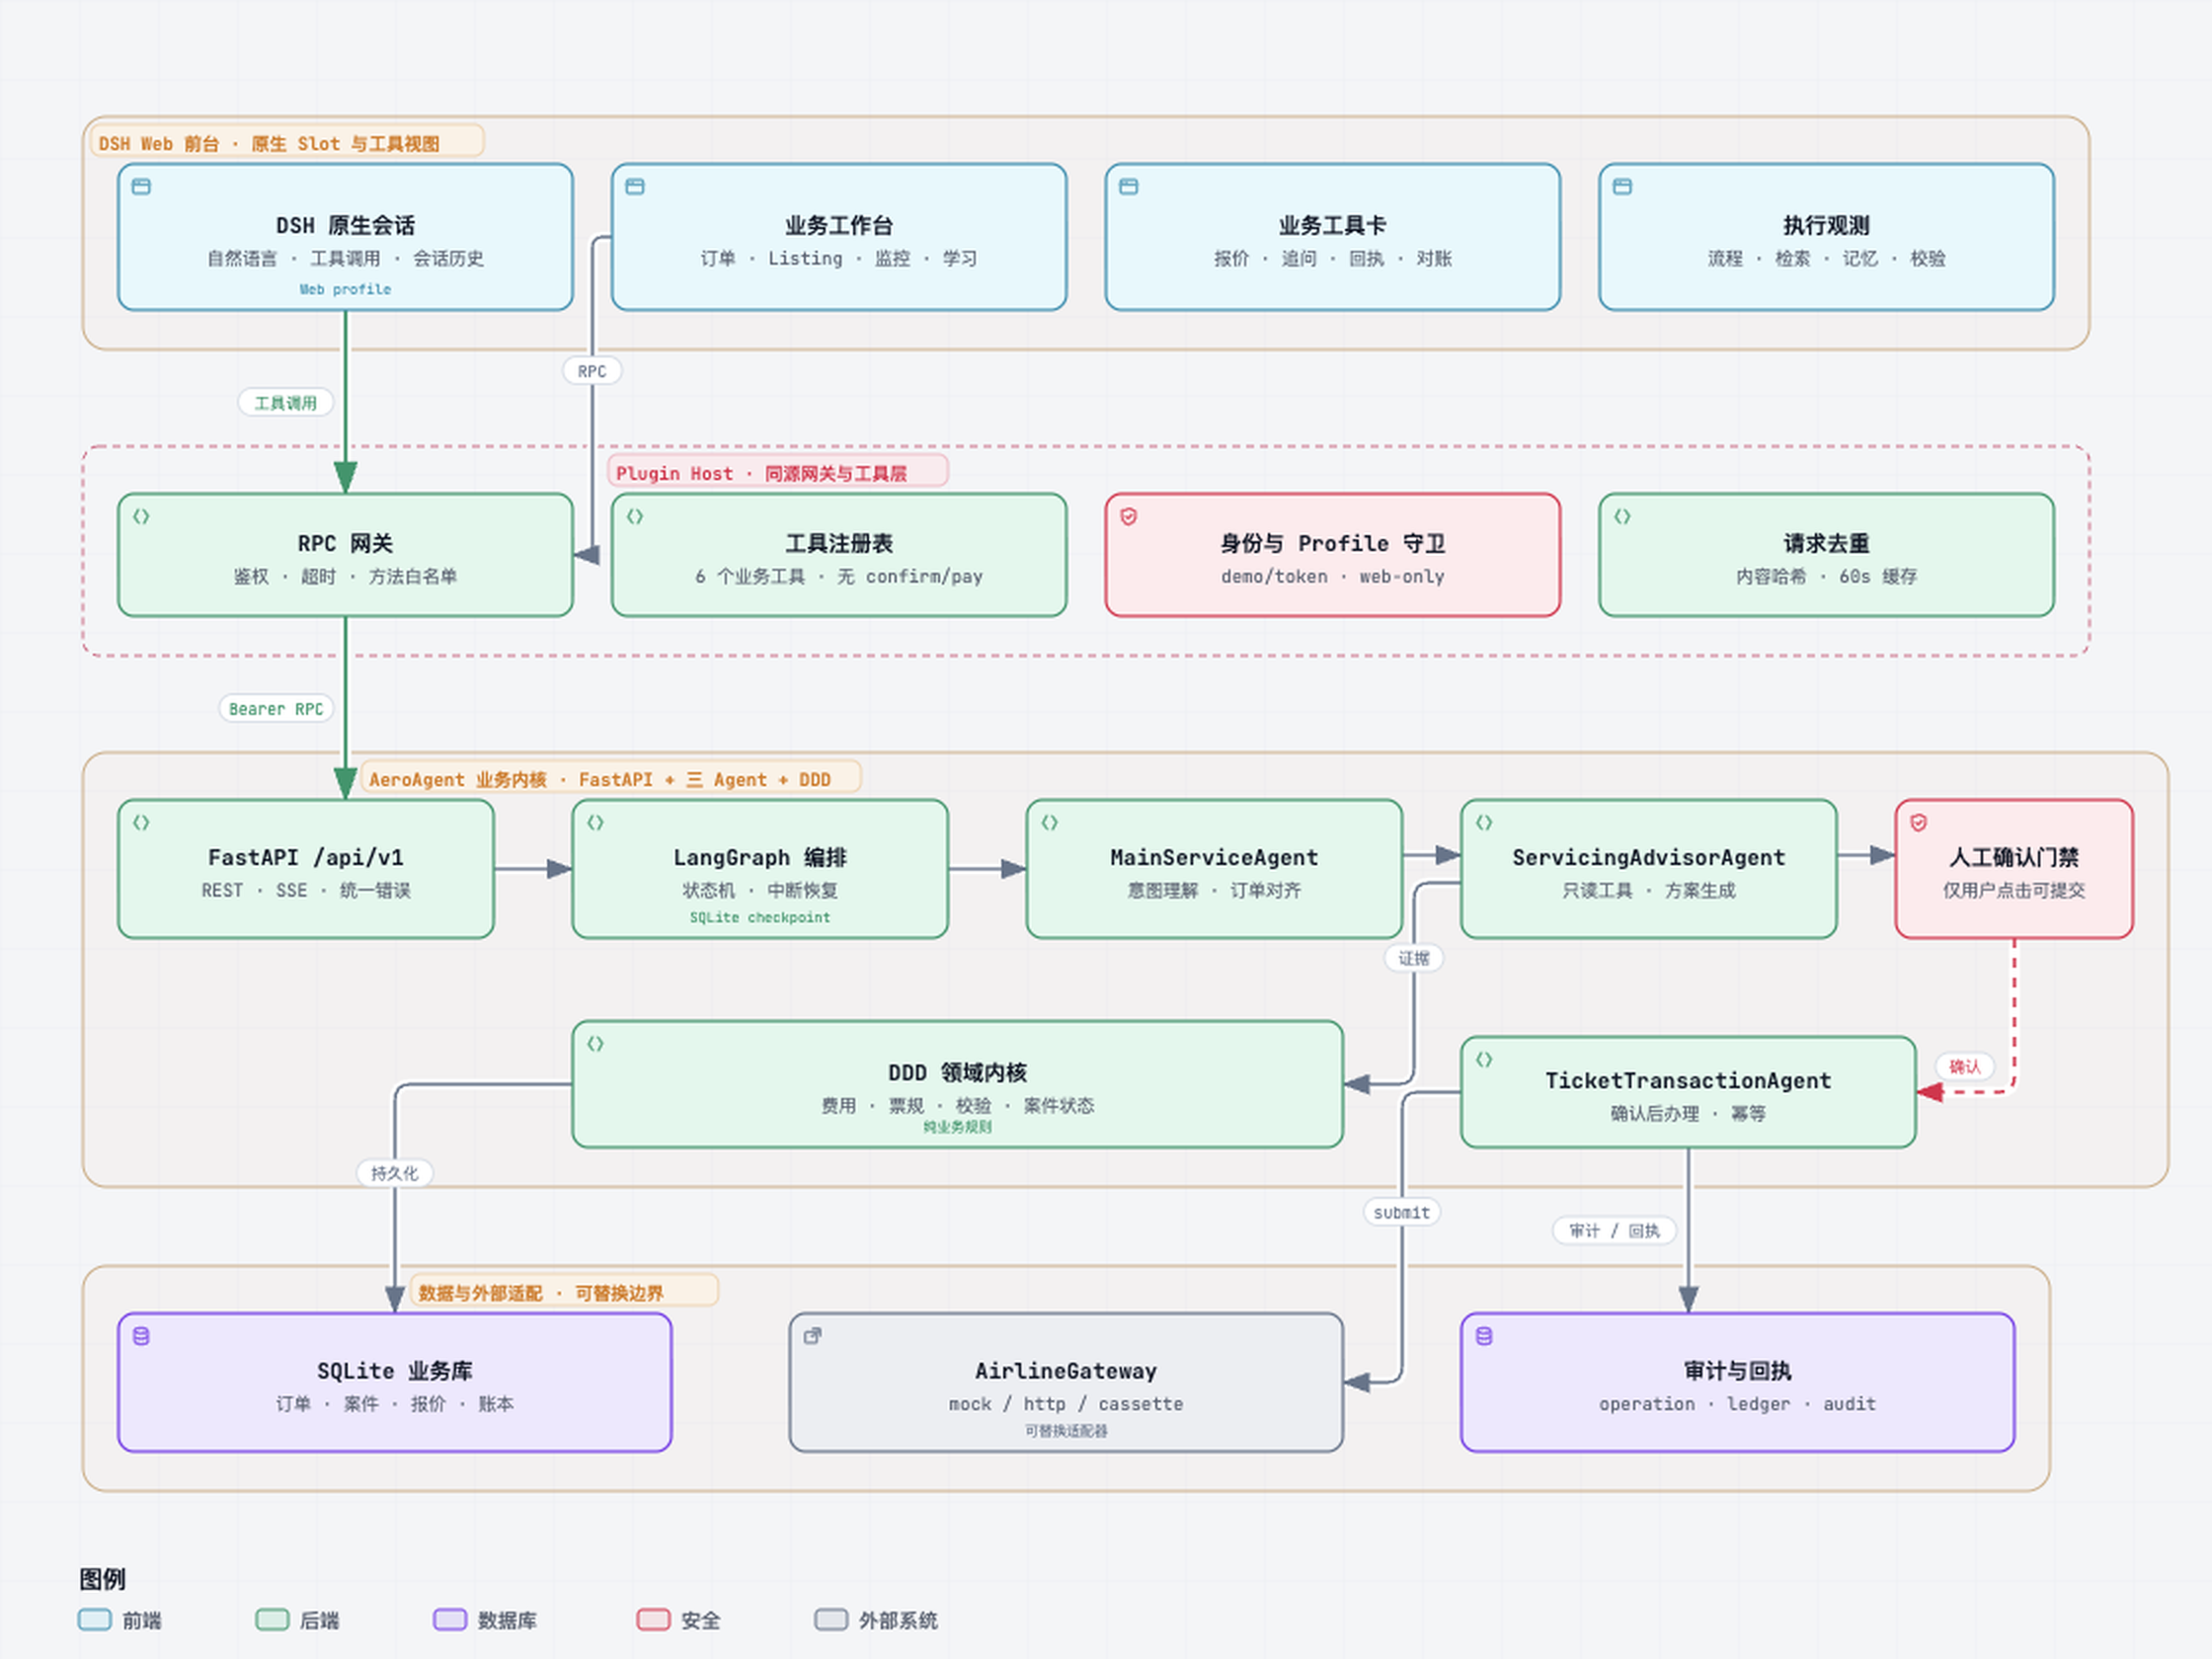 DSH Web 前台 · 原生 Slot 与工具视图
DSH 原生会话
自然语言 · 工具调用 · 会话历史
Web profile
业务工作台
订单 · Listing · 监控 · 学习
业务工具卡
报价 · 追问 · 回执 · 对账
执行观测
流程 · 检索 · 记忆 · 校验
RPC
工具调用
Plugin Host · 同源网关与工具层
RPC 网关
鉴权 · 超时 · 方法白名单
工具注册表
6 个业务工具 · 无 confirm/pay
身份与 Profile 守卫
demo/token · web-only
请求去重
内容哈希 · 60s 缓存
Bearer RPC
AeroAgent 业务内核 · FastAPI + 三 Agent + DDD
FastAPI /api/v1
REST · SSE · 统一错误
LangGraph 编排
状态机 · 中断恢复
SQLite checkpoint
MainServiceAgent
意图理解 · 订单对齐
ServicingAdvisorAgent
只读工具 · 方案生成
人工确认门禁
仅用户点击可提交
证据
DDD 领域内核
费用 · 票规 · 校验 · 案件状态
纯业务规则
TicketTransactionAgent
确认后办理 · 幂等
确认
持久化
submit
审计 / 回执
数据与外部适配 · 可替换边界
SQLite 业务库
订单 · 案件 · 报价 · 账本
AirlineGateway
mock / http / cassette
可替换适配器
审计与回执
operation · ledger · audit
图例
前端
后端
数据库
安全
外部系统